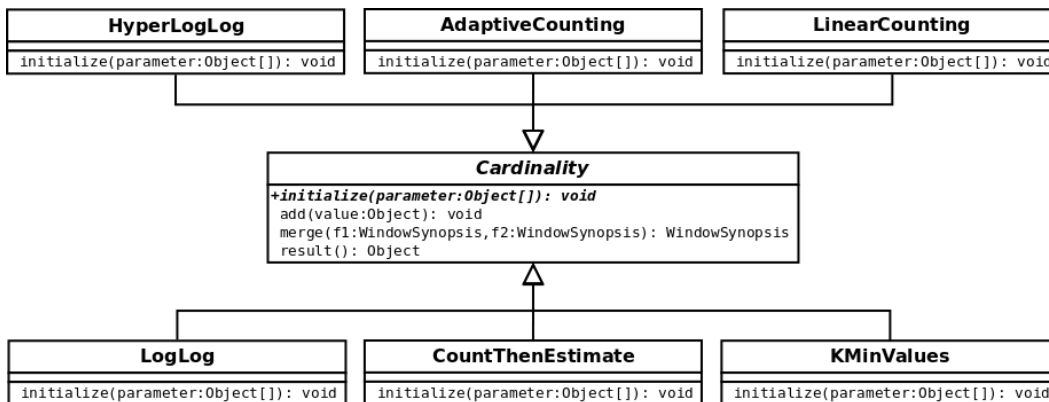 HyperLogLog
initialize(parameter:Object[]): void
AdaptiveCounting
initialize(parameter:Object[]): void
LinearCounting
initialize(parameter:Object[]): void
Cardinality
+initialize(parameter:Object[]): void
add(value:Object): void
merge(f1:WindowSynopsis,f2:WindowSynopsis): WindowSynopsis
result(): Object
LogLog
initialize(parameter:Object[]): void
CountThenEstimate
initialize(parameter:Object[]): void
KMinValues
initialize(parameter:Object[]): void